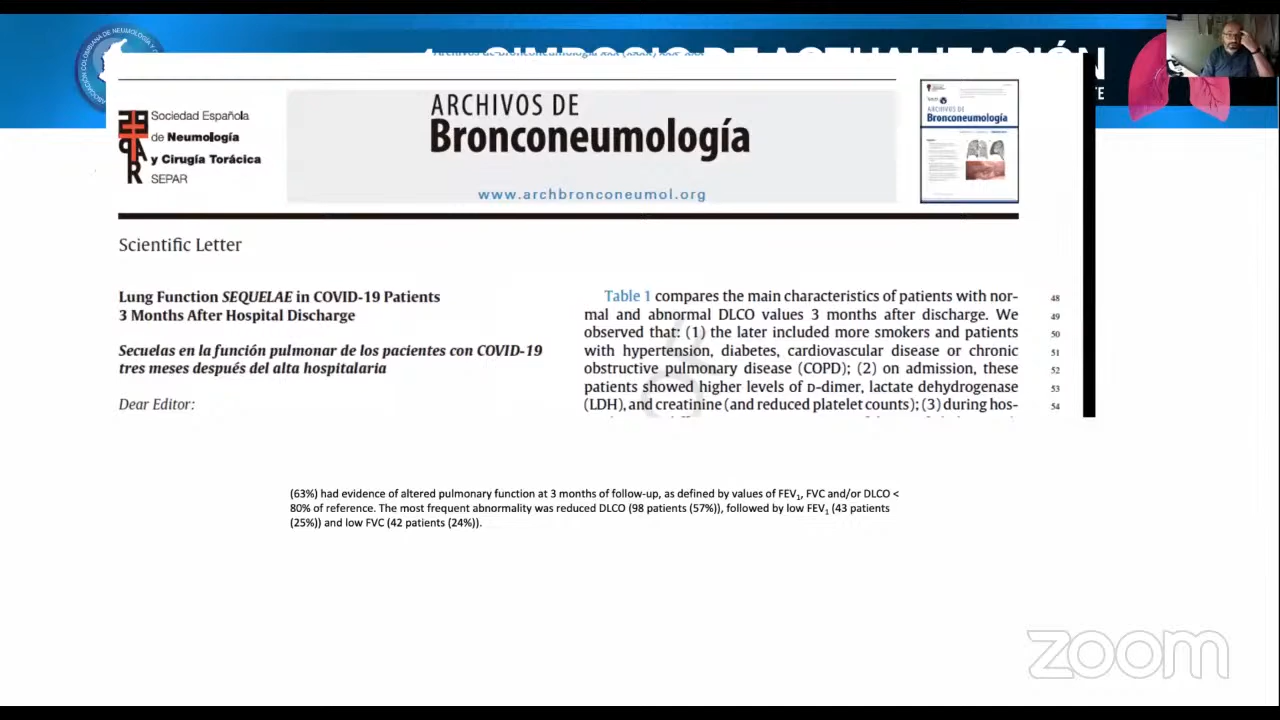 SIMPOSIO DE ACTUALIZACIÓN
Sociedad Española
de Neumología
y Cirugía Torácica
SEPAR
ARCHIVOS DE
Bronconeumología
www.archbronconeumol.org
ARCHIVOS DE
Bronconeumología
Scientific Letter
Lung Function SEQUELAE in COVID-19 Patients
3 Months After Hospital Discharge
Secuelas en la función pulmonar de los pacientes con COVID-19
tres meses después del alta hospitalaria
Dear Editor:
Table 1 compares the main characteristics of patients with nor- 48
mal and abnormal DLCO values 3 months after discharge. We 49
observed that: (1) the later included more smokers and patients 50
with hypertension, diabetes, cardiovascular disease or chronic 51
obstructive pulmonary disease (COPD); (2) on admission, these 52
patients showed higher levels of D-dimer, lactate dehydrogenase 53
(LDH), and creatinine (and reduced platelet counts); (3) during hos- 54
(63%) had evidence of altered pulmonary function at 3 months of follow-up, as defined by values of FEV1, FVC and/or DLCO <
80% of reference. The most frequent abnormality was reduced DLCO (98 patients (57%)), followed by low FEV1 (43 patients
(25%)) and low FVC (42 patients (24%)).
zoom